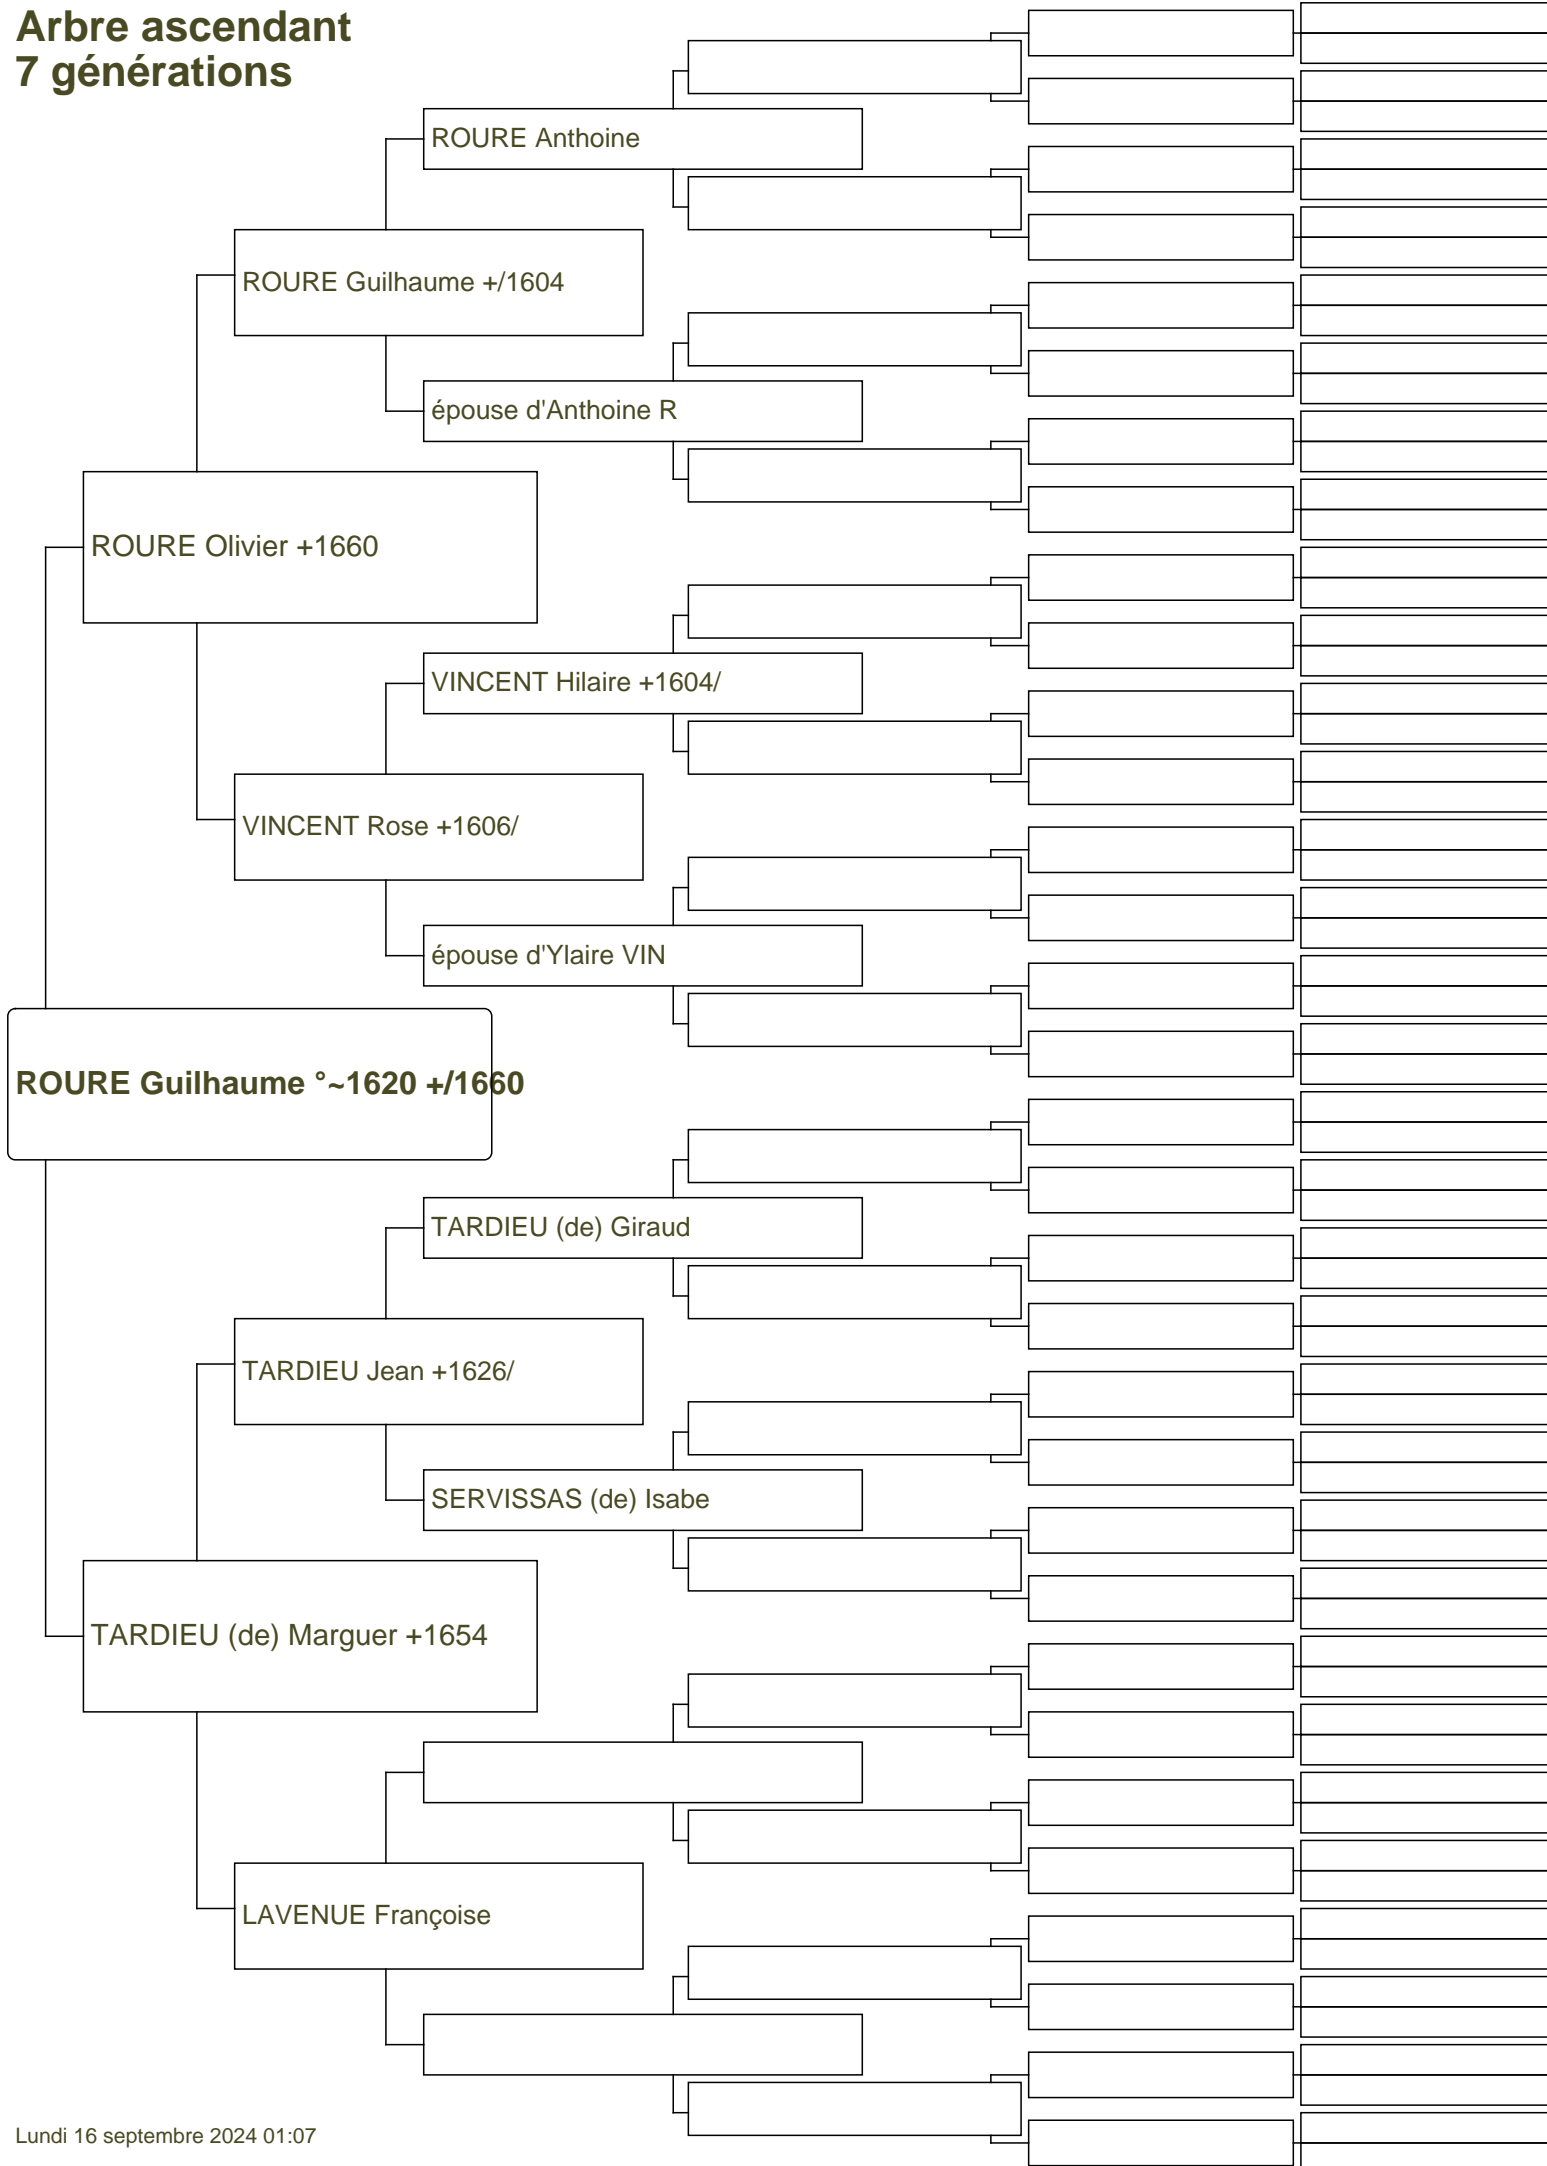 Arbre ascendant
7 générations
ROURE Anthoine
ROURE Guilhaume +/1604
épouse d'Anthoine R
ROURE Olivier +1660
VINCENT Hilaire +1604/
VINCENT Rose +1606/
épouse d'Ylaire VIN
ROURE Guilhaume °~1620 +/1660
TARDIEU (de) Giraud
TARDIEU Jean +1626/
SERVISSAS (de) Isabe
TARDIEU (de) Marguer +1654
LAVENUE Françoise
Lundi 16 septembre 2024 01:07